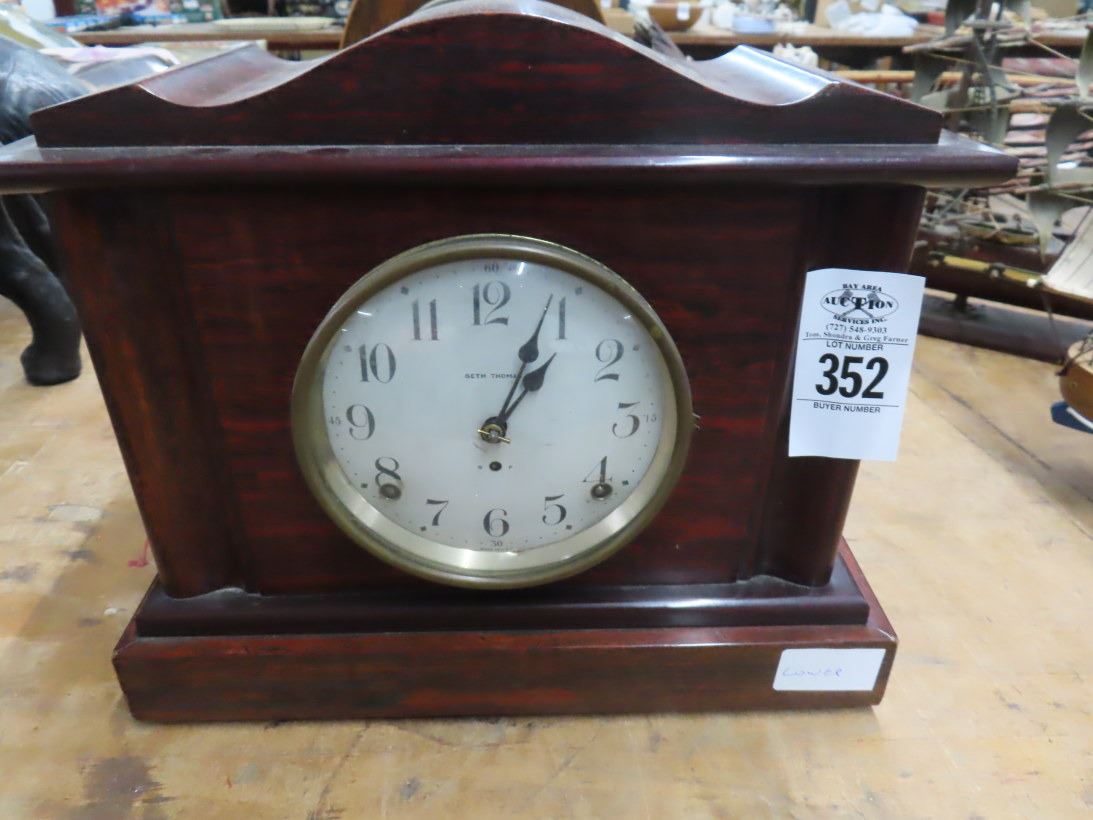 60
12
11
1
10
2
SETH THOMAS
9
3
45
15
8
4
7
5
6
30
BAY AREA
AUCTION
SERVICES INC.
(727) 548-9303
Tom, Shondra & Greg Farner
LOT NUMBER
352
BUYER NUMBER
LOWER